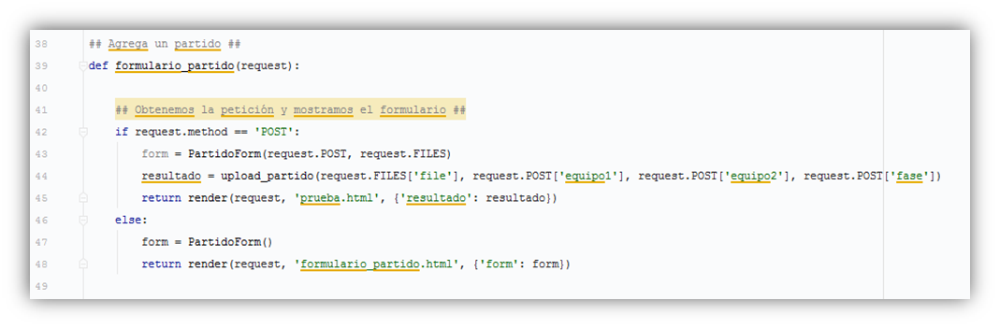 38 ## Agrega un partido ##
39 def formulario_partido(request):
40
41 ## Obtenemos la petición y mostramos el formulario ##
42 if request.method == 'POST':
43 form = PartidoForm(request.POST, request.FILES)
44 resultado = upload_partido(request.FILES['file'], request.POST['equipo1'], request.POST['equipo2'], request.POST['fase'])
45 return render(request, 'prueba.html', {'resultado': resultado})
46 else:
47 form = PartidoForm()
48 return render(request, 'formulario_partido.html', {'form': form})
49